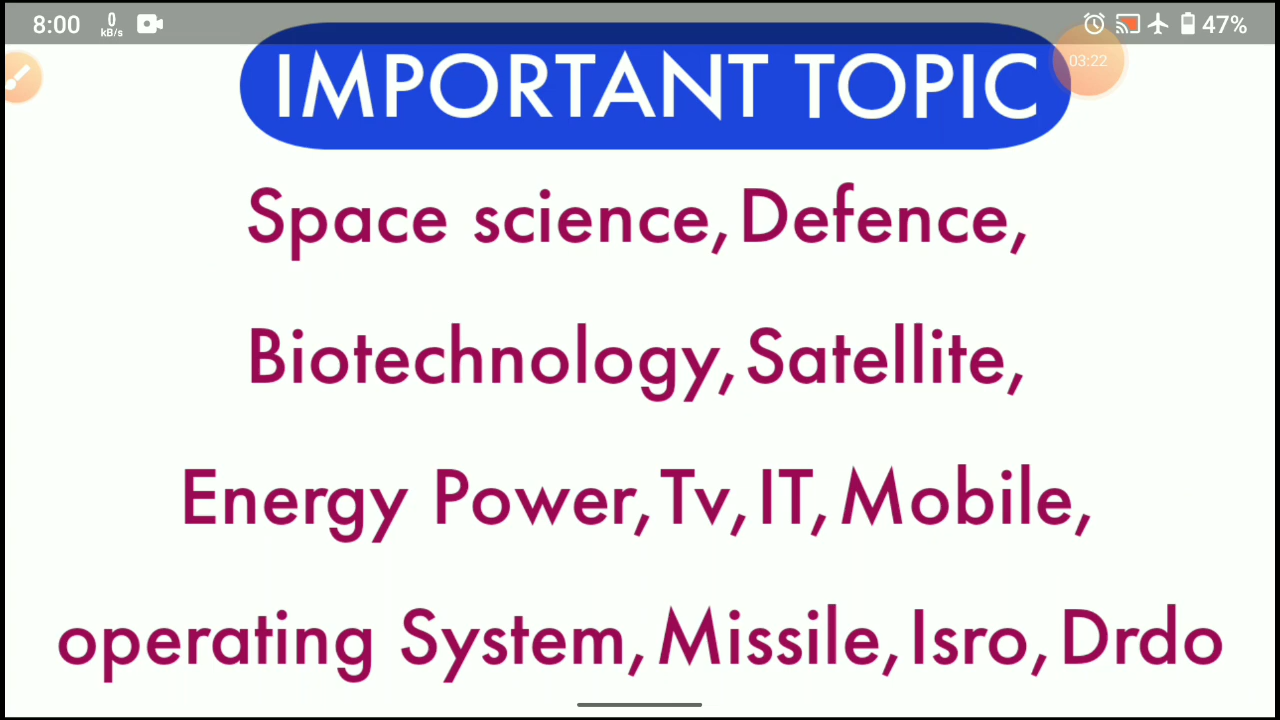 8:00 0 kB/s 47%
03:22
IMPORTANT TOPIC
Space science, Defence,
Biotechnology, Satellite,
Energy Power, Tv, IT, Mobile,
operating System, Missile, Isro, Drdo